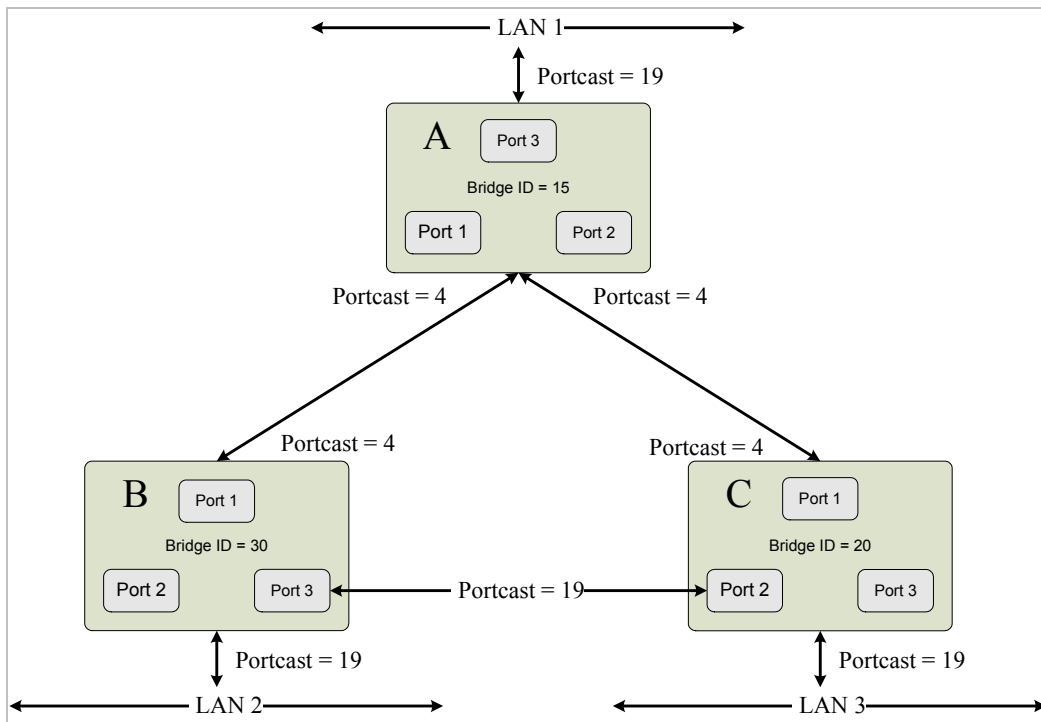 LAN 1
Portcast = 19
A
Port 3
Bridge ID = 15
Port 1
Port 2
Portcast = 4
Portcast = 4
Portcast = 4
Portcast = 4
B
Port 1
Bridge ID = 30
Port 2
Port 3
Portcast = 19
C
Port 1
Bridge ID = 20
Port 2
Port 3
Portcast = 19
LAN 2
Portcast = 19
LAN 3